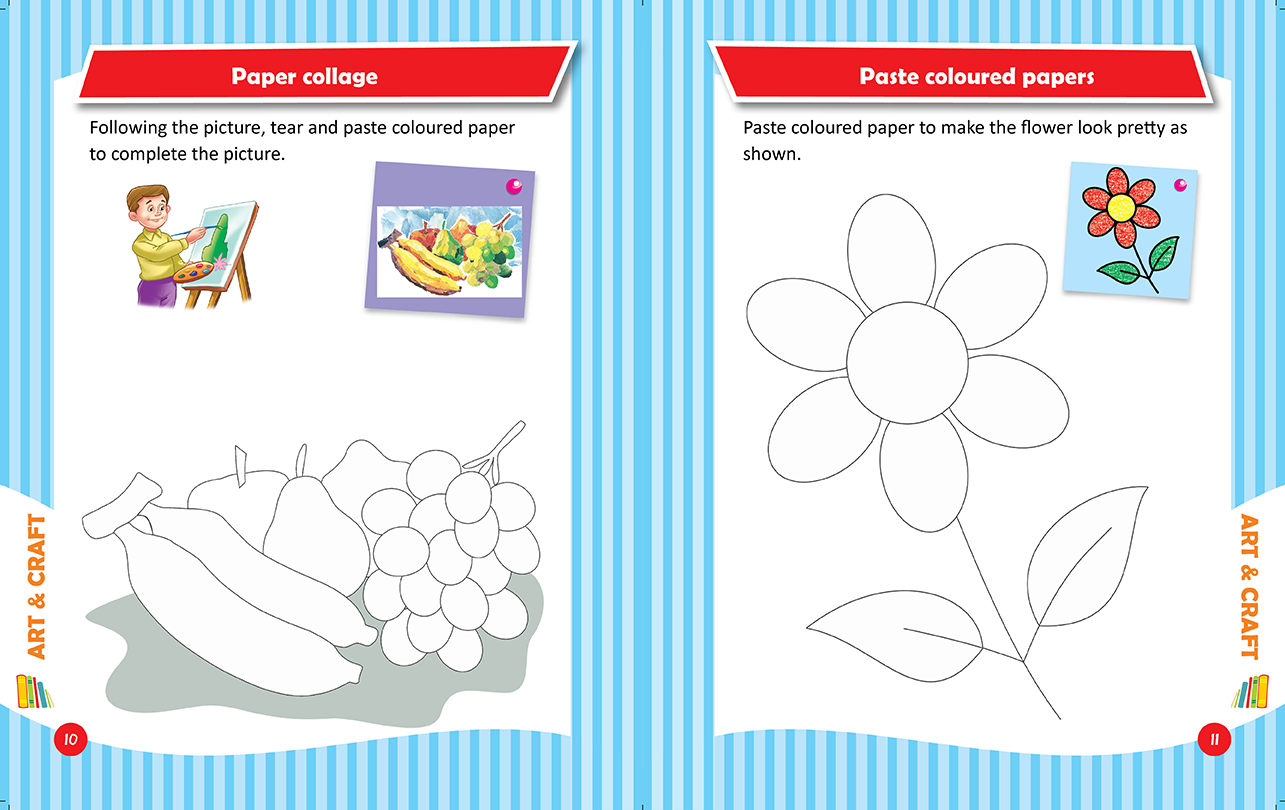 Paper collage
Following the picture, tear and paste coloured paper
to complete the picture.
ART & CRAFT
10
Paste coloured papers
Paste coloured paper to make the flower look pretty as
shown.
ART & CRAFT
11